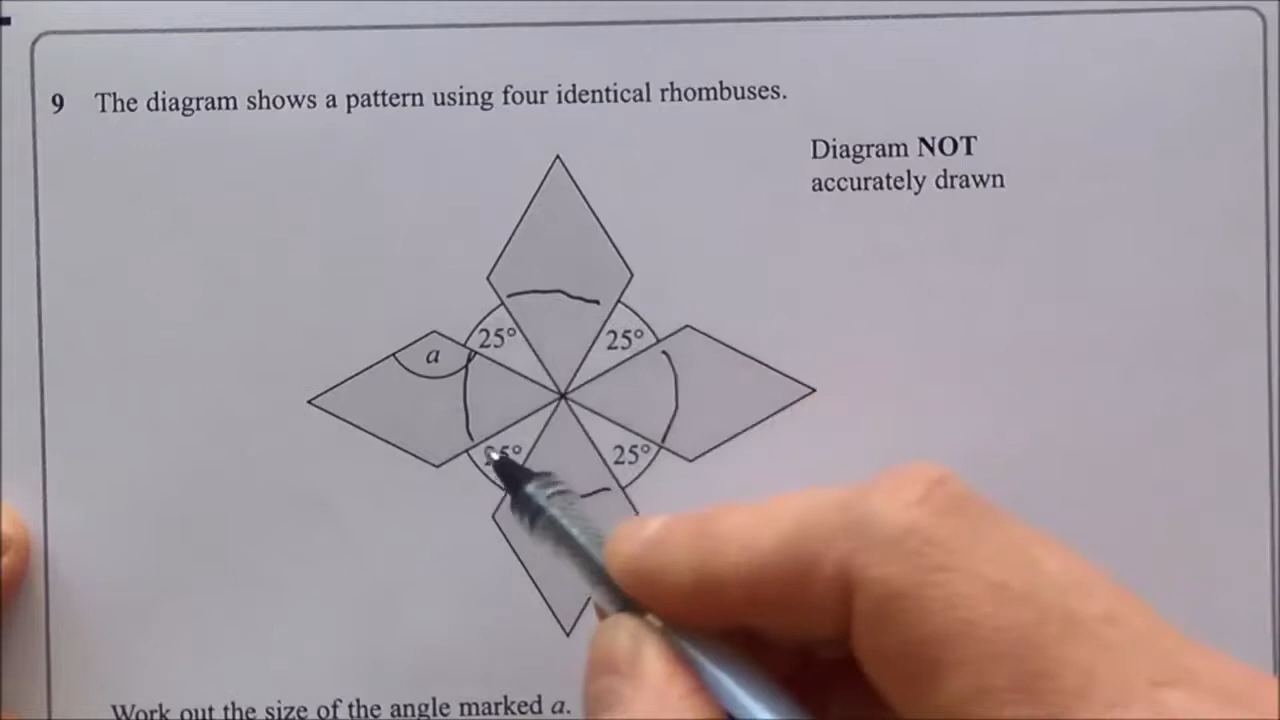 9 The diagram shows a pattern using four identical rhombuses.
Diagram NOT
accurately drawn
25° 25°
a
25° 25°
Work out the size of the angle marked a.